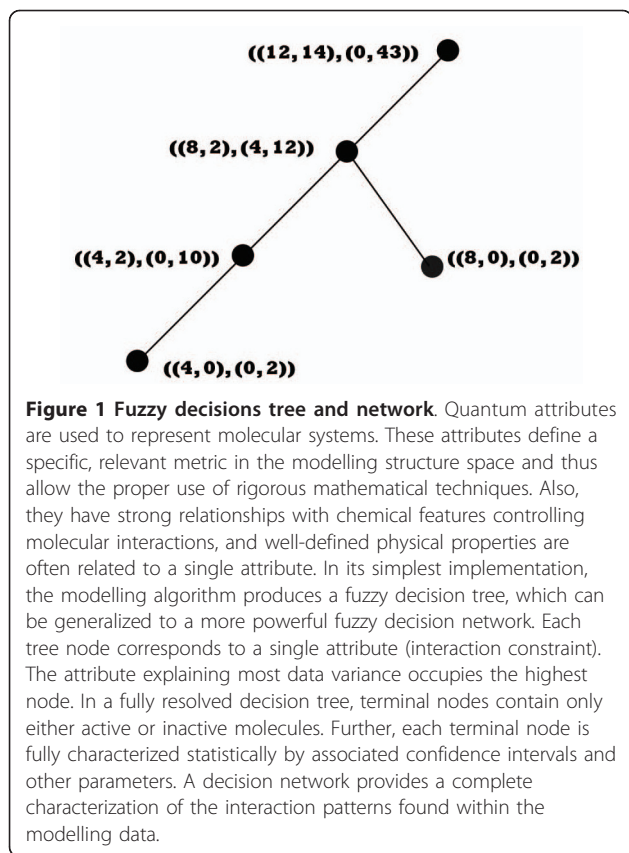 ((12, 14), (0, 43))
((8, 2), (4, 12))
((4, 2), (0, 10))
((8, 0), (0, 2))
((4, 0), (0, 2))
Figure 1 Fuzzy decisions tree and network. Quantum attributes
are used to represent molecular systems. These attributes define a
specific, relevant metric in the modelling structure space and thus
allow the proper use of rigorous mathematical techniques. Also,
they have strong relationships with chemical features controlling
molecular interactions, and well-defined physical properties are
often related to a single attribute. In its simplest implementation,
the modelling algorithm produces a fuzzy decision tree, which can
be generalized to a more powerful fuzzy decision network. Each
tree node corresponds to a single attribute (interaction constraint).
The attribute explaining most data variance occupies the highest
node. In a fully resolved decision tree, terminal nodes contain only
either active or inactive molecules. Further, each terminal node is
fully characterized statistically by associated confidence intervals and
other parameters. A decision network provides a complete
characterization of the interaction patterns found within the
modelling data.